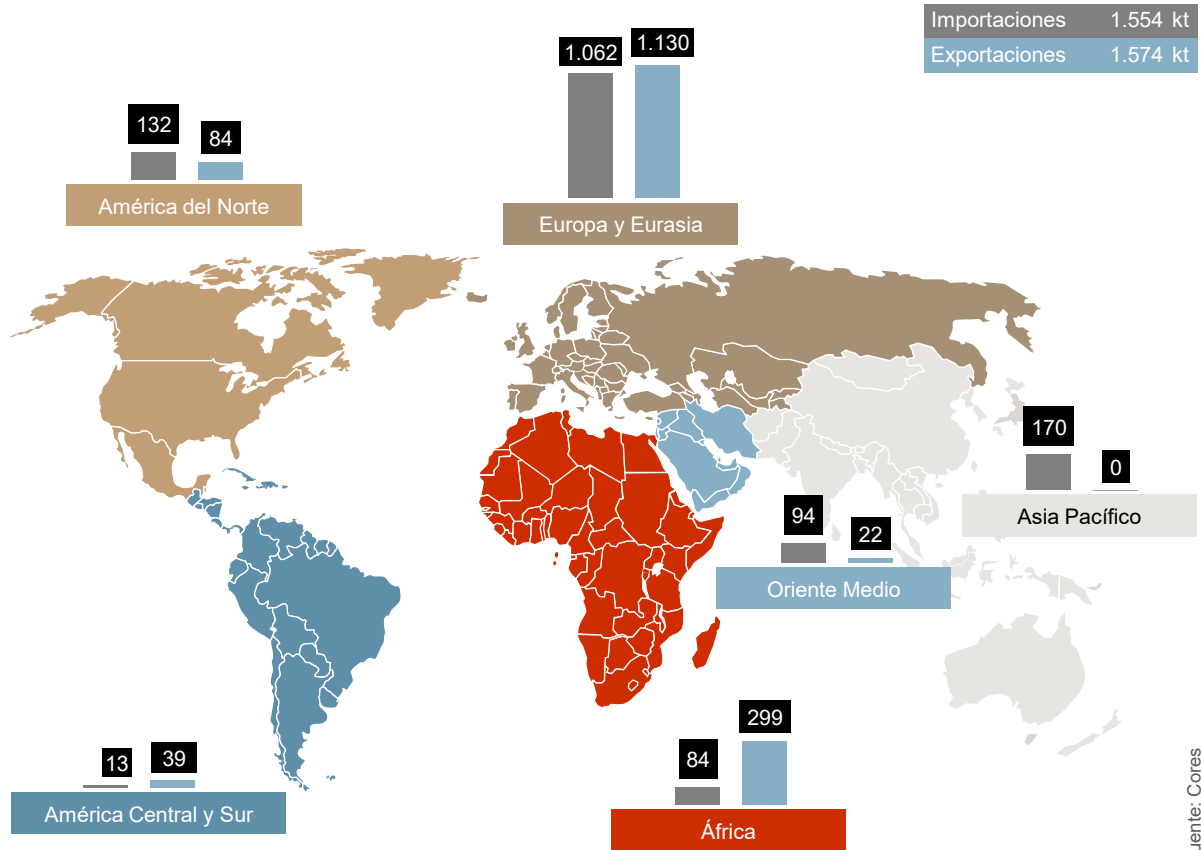 Importaciones 1.554 kt
Exportaciones 1.574 kt
1.062 1.130
Europa y Eurasia
132 84
América del Norte
170 0
Asia Pacífico
94 22
Oriente Medio
299
84
África
13 39
América Central y Sur
Cores